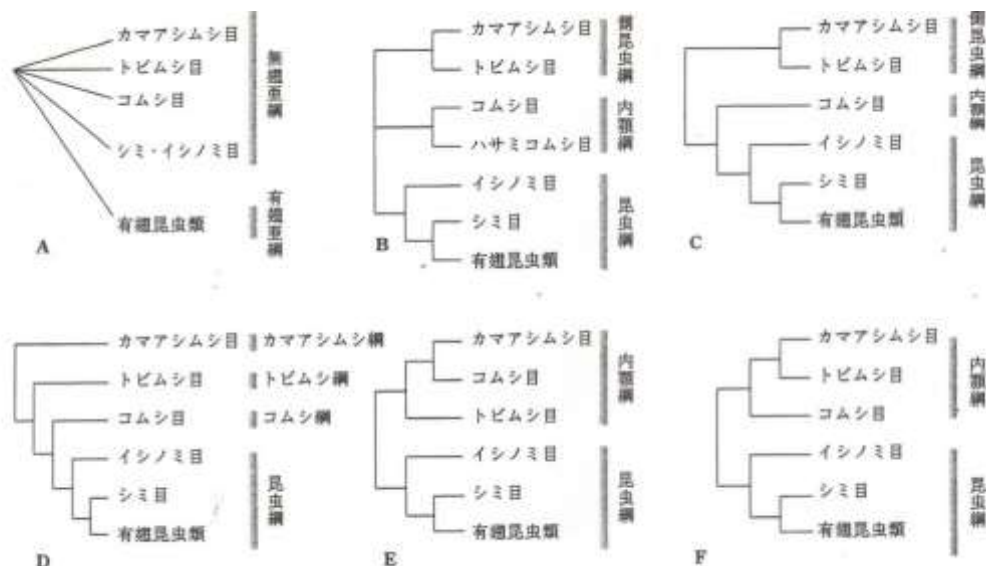 カマアシムシ目
トビムシ目
コムシ目
シミ・イシノミ目
有翅昆虫類
無翅亜綱
有翅亜綱
A
カマアシムシ目
トビムシ目
コムシ目
ハサミコムシ目
イシノミ目
シミ目
有翅昆虫類
側昆虫綱
内顎綱
昆虫綱
B
カマアシムシ目
トビムシ目
コムシ目
イシノミ目
シミ目
有翅昆虫類
側昆虫綱
内顎綱
昆虫綱
C
カマアシムシ目 カマアシムシ綱
トビムシ目 トビムシ綱
コムシ目 コムシ綱
イシノミ目
シミ目
有翅昆虫類
昆虫綱
D
カマアシムシ目
コムシ目
トビムシ目
イシノミ目
シミ目
有翅昆虫類
内顎綱
昆虫綱
E
カマアシムシ目
トビムシ目
コムシ目
イシノミ目
シミ目
有翅昆虫類
内顎綱
昆虫綱
F